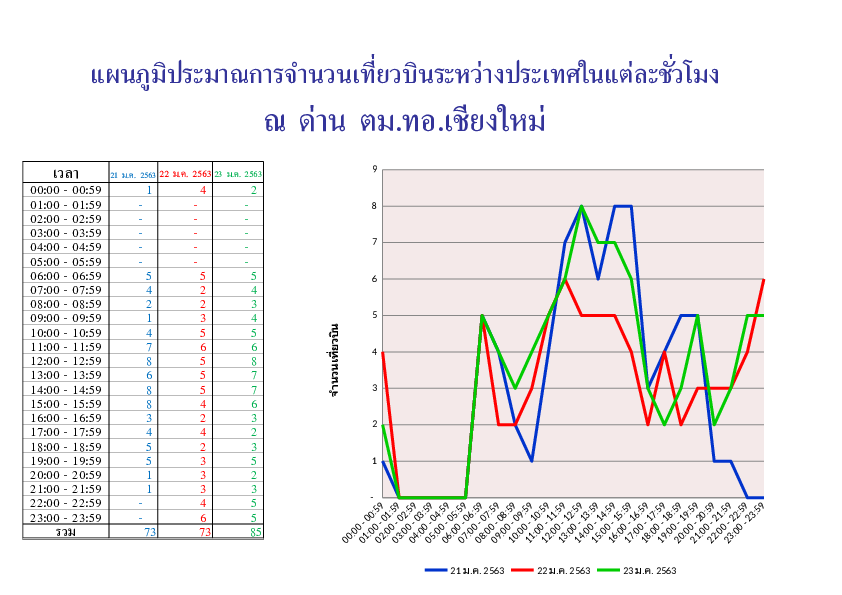 แผนภูมิประมาณการจำนวนเที่ยวบินระหว่างประเทศในแต่ละชั่วโมง
ณ ด่าน ตม.ทอ.เชียงใหม่
เวลา 21 ม.ค. 2563 22 ม.ค. 2563 23 ม.ค. 2563
00:00 - 00:59 1 4 2
01:00 - 01:59 - - -
02:00 - 02:59 - - -
03:00 - 03:59 - - -
04:00 - 04:59 - - -
05:00 - 05:59 - - -
06:00 - 06:59 5 5 5
07:00 - 07:59 4 2 4
08:00 - 08:59 2 2 3
09:00 - 09:59 1 3 4
10:00 - 10:59 4 5 5
11:00 - 11:59 7 6 6
12:00 - 12:59 8 5 8
13:00 - 13:59 6 5 7
14:00 - 14:59 8 5 7
15:00 - 15:59 8 4 6
16:00 - 16:59 3 2 3
17:00 - 17:59 4 4 2
18:00 - 18:59 5 2 3
19:00 - 19:59 5 3 5
20:00 - 20:59 1 3 2
21:00 - 21:59 1 3 3
22:00 - 22:59 - 4 5
23:00 - 23:59 - 6 5
รวม 73 73 85
จำนวนเที่ยวบิน
9
8
7
6
5
4
3
2
1
-
00:00 - 00:59
01:00 - 01:59
02:00 - 02:59
03:00 - 03:59
04:00 - 04:59
05:00 - 05:59
06:00 - 06:59
07:00 - 07:59
08:00 - 08:59
09:00 - 09:59
10:00 - 10:59
11:00 - 11:59
12:00 - 12:59
13:00 - 13:59
14:00 - 14:59
15:00 - 15:59
16:00 - 16:59
17:00 - 17:59
18:00 - 18:59
19:00 - 19:59
20:00 - 20:59
21:00 - 21:59
22:00 - 22:59
23:00 - 23:59
21 ม.ค. 2563 22 ม.ค. 2563 23 ม.ค. 2563